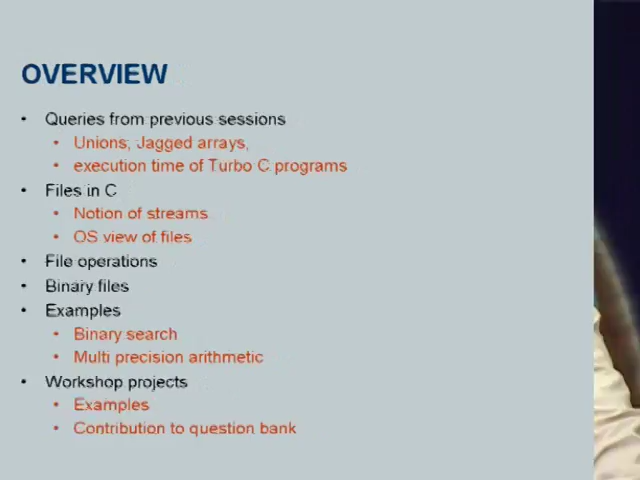 OVERVIEW
• Queries from previous sessions
• Unions, Jagged arrays,
• execution time of Turbo C programs
• Files in C
• Notion of streams
• OS view of files
• File operations
• Binary files
• Examples
• Binary search
• Multi precision arithmetic
• Workshop projects
• Examples
• Contribution to question bank